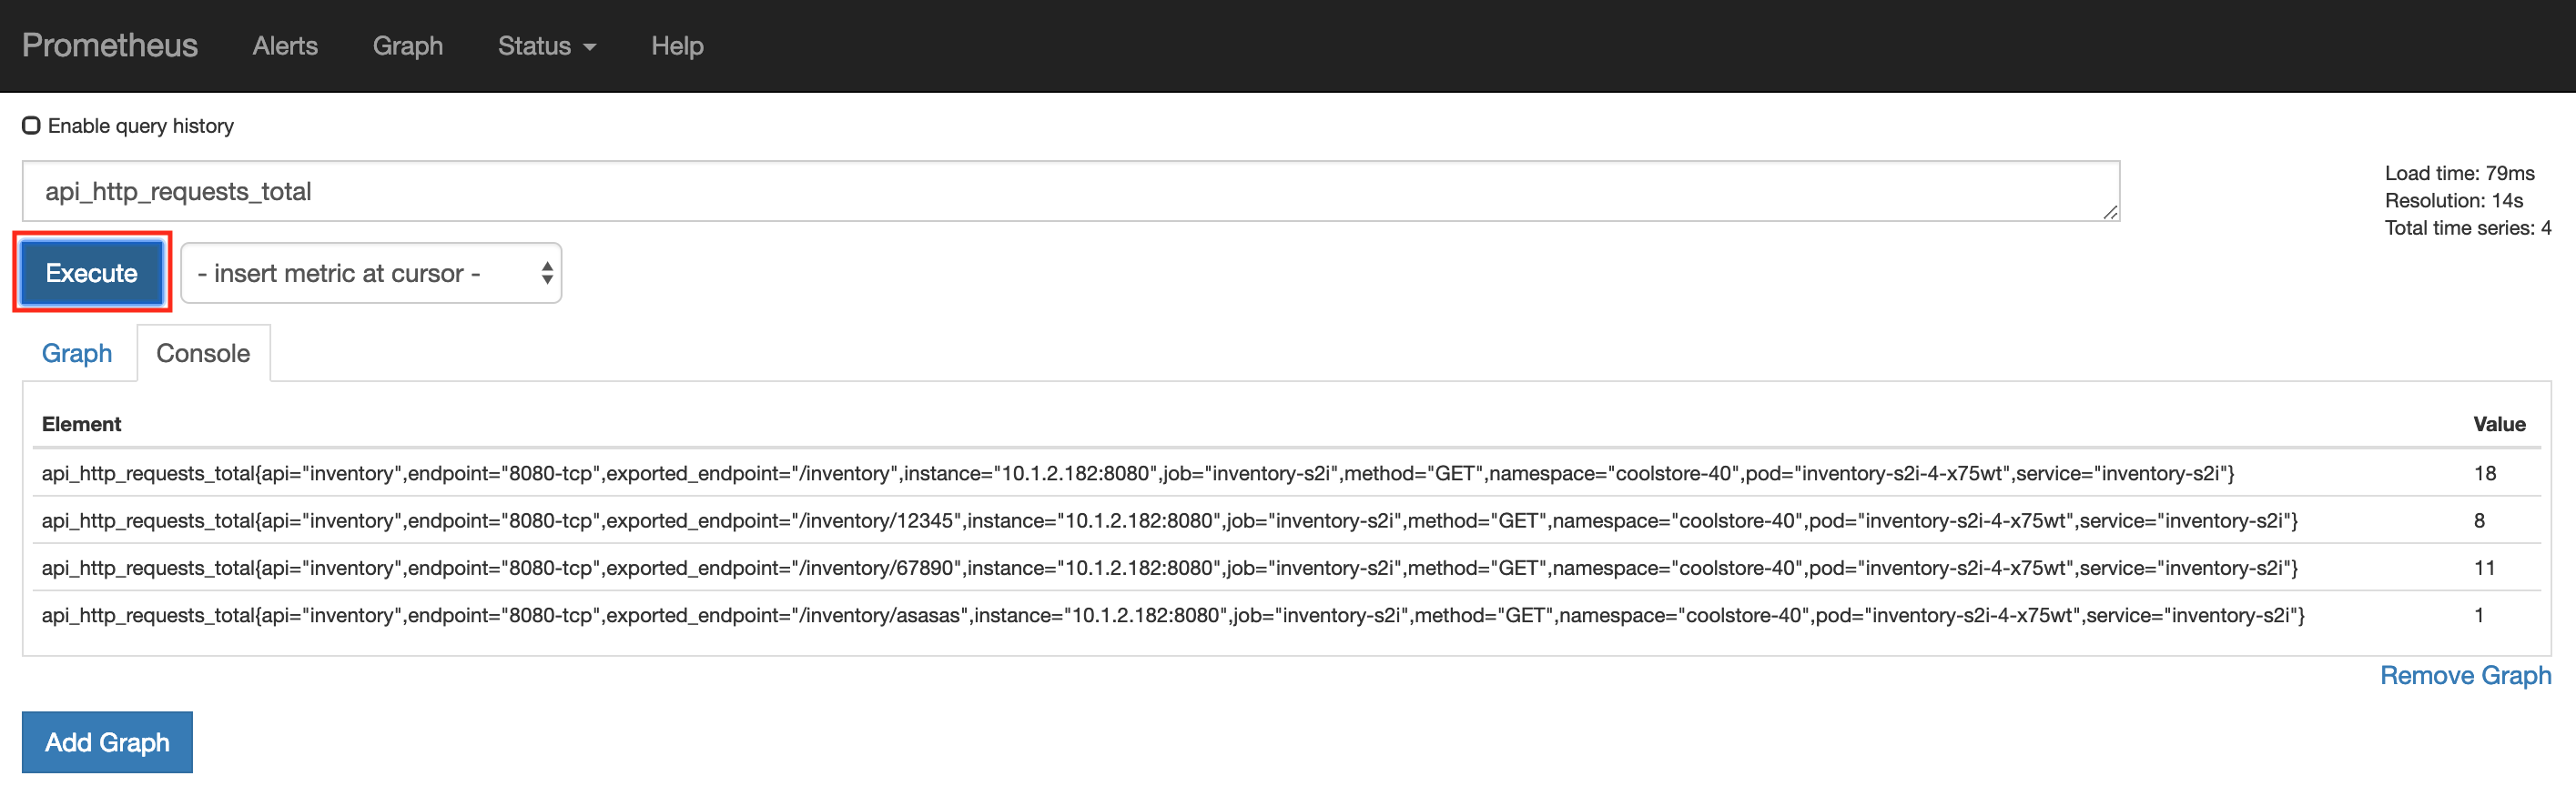 Prometheus Alerts Graph Status Help
Enable query history
api_http_requests_total
Load time: 79ms
Resolution: 14s
Total time series: 4
Execute - insert metric at cursor -
Graph Console
Element Value
api_http_requests_total{api="inventory",endpoint="8080-tcp",exported_endpoint="/inventory",instance="10.1.2.182:8080",job="inventory-s2i",method="GET",namespace="coolstore-40",pod="inventory-s2i-4-x75wt",service="inventory-s2i"} 18
api_http_requests_total{api="inventory",endpoint="8080-tcp",exported_endpoint="/inventory/12345",instance="10.1.2.182:8080",job="inventory-s2i",method="GET",namespace="coolstore-40",pod="inventory-s2i-4-x75wt",service="inventory-s2i"} 8
api_http_requests_total{api="inventory",endpoint="8080-tcp",exported_endpoint="/inventory/67890",instance="10.1.2.182:8080",job="inventory-s2i",method="GET",namespace="coolstore-40",pod="inventory-s2i-4-x75wt",service="inventory-s2i"} 11
api_http_requests_total{api="inventory",endpoint="8080-tcp",exported_endpoint="/inventory/asasas",instance="10.1.2.182:8080",job="inventory-s2i",method="GET",namespace="coolstore-40",pod="inventory-s2i-4-x75wt",service="inventory-s2i"} 1
Remove Graph
Add Graph